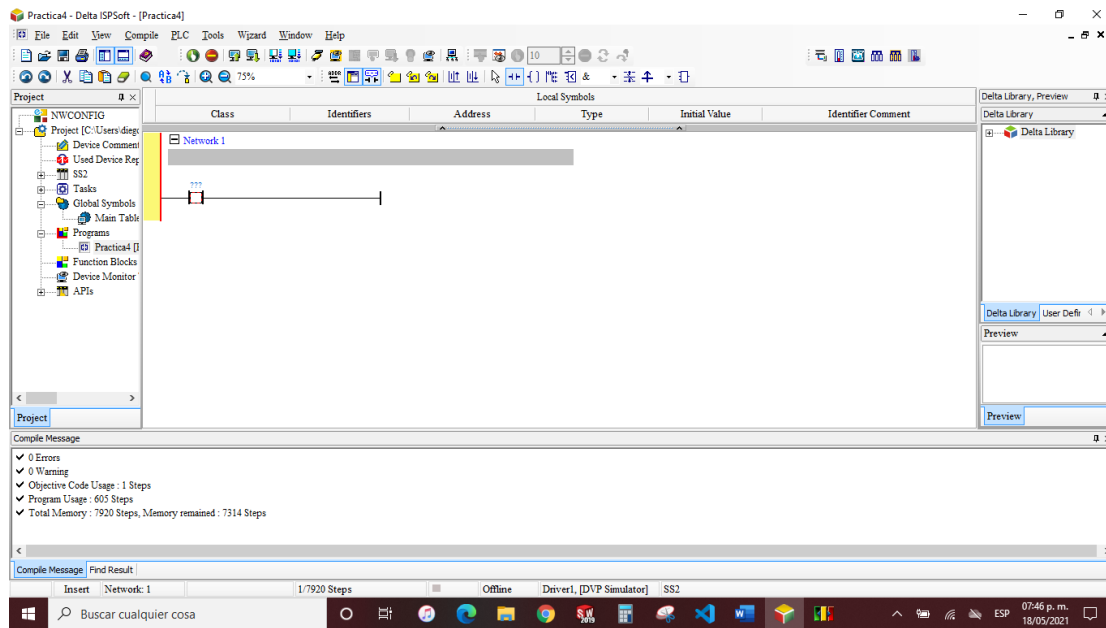 Practica4 - Delta ISPSoft - [Practica4]
File Edit View Compile PLC Tools Wizard Window Help
10
75%
&
Project
NWCONFIG
Project [C:\Users\dieg
Device Comment
Used Device Rep
SS2
Tasks
Global Symbols
Main Table
Programs
Practica4 [
Function Blocks
Device Monitor
APIs
Project
Local Symbols
Class Identifiers Address Type Initial Value Identifier Comment
Network 1
???
Delta Library, Preview
Delta Library
Delta Library
Delta Library User Defir
Preview
Preview
Compile Message
0 Errors
0 Warning
Objective Code Usage : 1 Steps
Program Usage : 605 Steps
Total Memory : 7920 Steps, Memory remained : 7314 Steps
Compile Message Find Result
Insert Network: 1 1/7920 Steps Offline Driver1, [DVP Simulator] SS2
Buscar cualquier cosa
SW
2019
ESP
07:46 p. m.
18/05/2021